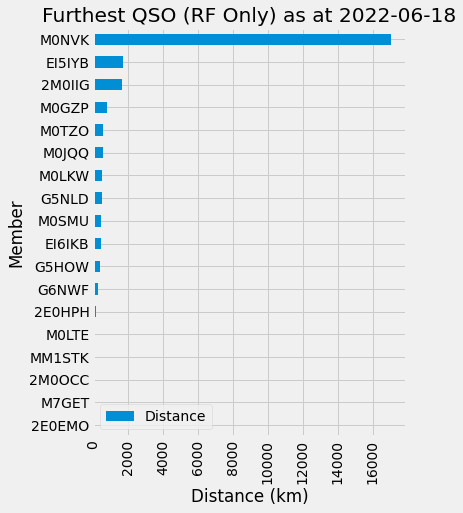 Furthest QSO (RF Only) as at 2022-06-18
M0NVK
EI5IYB
2M0IIG
M0GZP
M0TZO
M0JQQ
M0LKW
G5NLD
M0SMU
EI6IKB
G5HOW
G6NWF
2E0HPH
M0LTE
MM1STK
2M0OCC
M7GET
2E0EMO
Member
Distance
0
2000
4000
6000
8000
10000
12000
14000
16000
Distance (km)